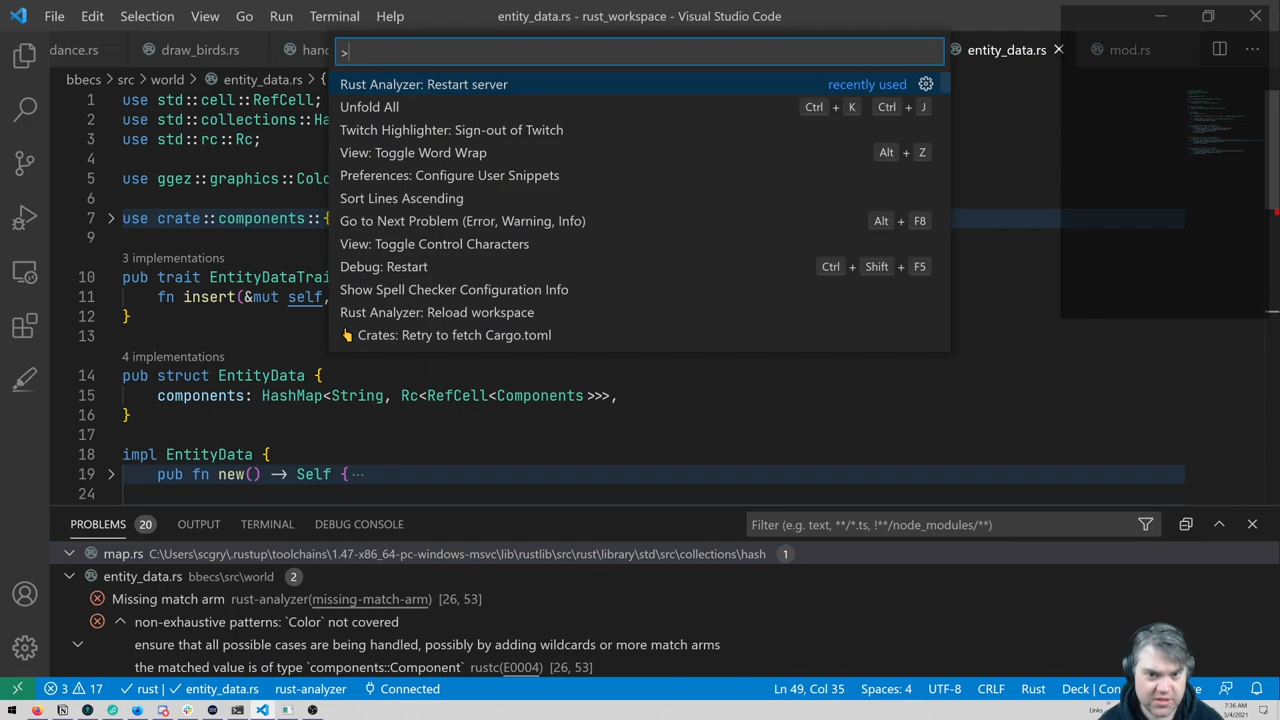 File Edit Selection View Go Run Terminal Help
entity_data.rs - rust_workspace - Visual Studio Code
dance.rs draw_birds.rs entity_data.rs mod.rs
>
bbecs > src > world > entity_data.rs > {
Rust Analyzer: Restart server recently used
Unfold All Ctrl + K Ctrl + J
Twitch Highlighter: Sign-out of Twitch
View: Toggle Word Wrap Alt + Z
Preferences: Configure User Snippets
Sort Lines Ascending
Go to Next Problem (Error, Warning, Info) Alt + F8
View: Toggle Control Characters
Debug: Restart Ctrl + Shift + F5
Show Spell Checker Configuration Info
Rust Analyzer: Reload workspace
👆 Crates: Retry to fetch Cargo.toml
1 use std::cell::RefCell;
2 use std::collections::Ha
3 use std::rc::Rc;
4
5 use ggez::graphics::Colo
6
7 use crate::components::{
9
3 implementations
10 pub trait EntityDataTrai
11 fn insert(&mut self,
12 }
13
4 implementations
14 pub struct EntityData {
15 components: HashMap<String, Rc<RefCell<Components>>>,
16 }
17
18 impl EntityData {
19 pub fn new() → Self {⋯
24
PROBLEMS 20 OUTPUT TERMINAL DEBUG CONSOLE Filter (e.g. text, **/*.ts, !**/node_modules/**)
map.rs C:\Users\scgry\.rustup\toolchains\1.47-x86_64-pc-windows-msvc\lib\rustlib\src\rust\library\std\src\collections\hash 1
entity_data.rs bbecs\src\world 2
Missing match arm rust-analyzer(missing-match-arm) [26, 53]
non-exhaustive patterns: `Color` not covered
ensure that all possible cases are being handled, possibly by adding wildcards or more match arms
the matched value is of type `components::Component` rustc(E0004) [26, 53]
3 17 rust | entity_data.rs rust-analyzer Connected Ln 49, Col 35 Spaces: 4 UTF-8 CRLF Rust Deck | Con
Links 7:36 AM
3/4/2021